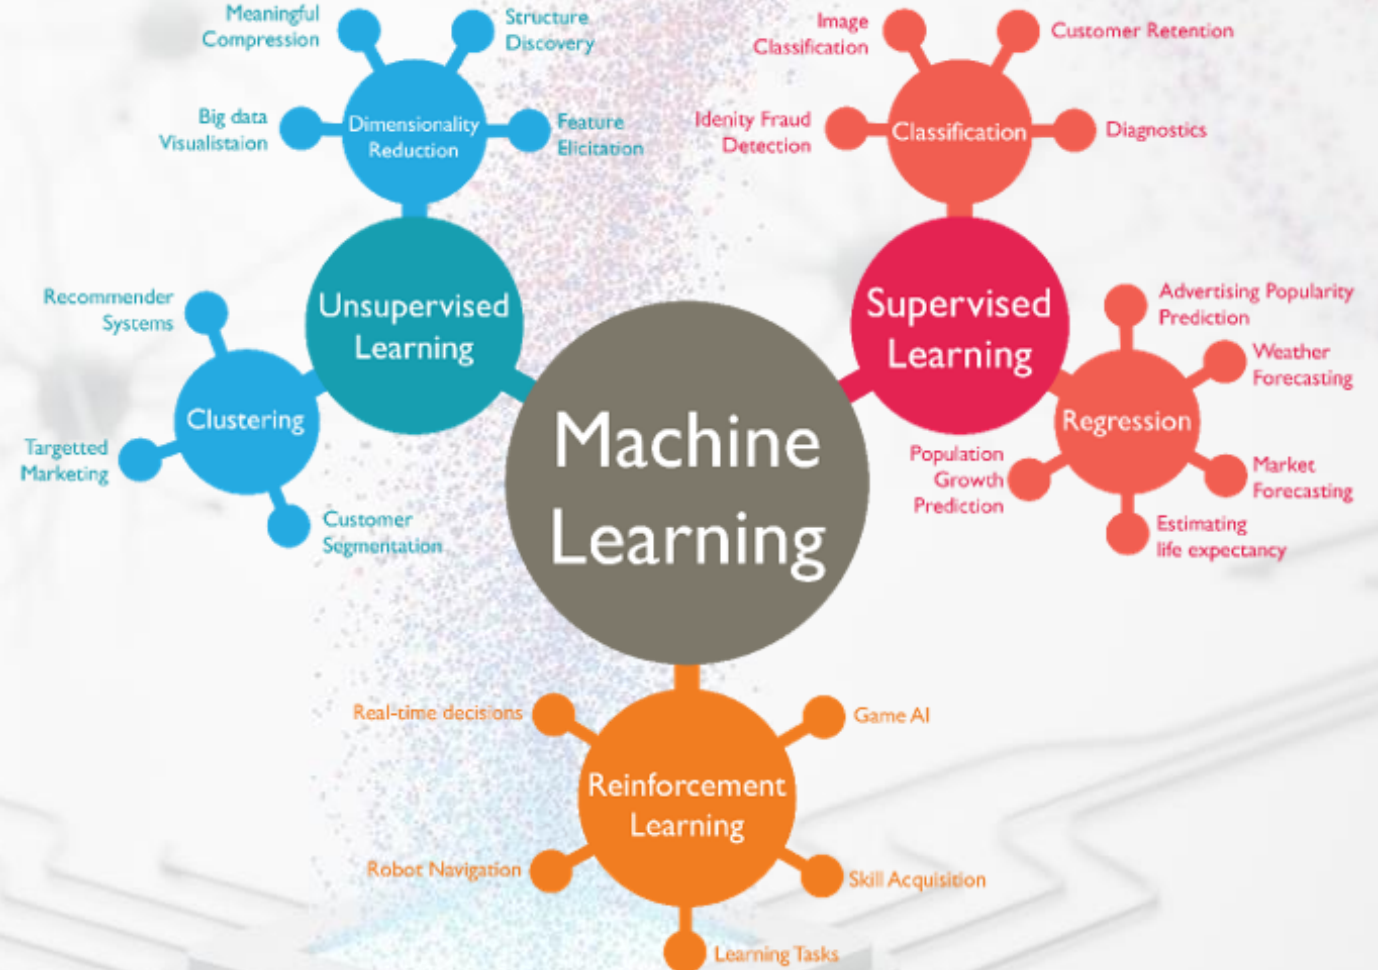 Meaningful
Compression
Structure
Discovery
Big data
Visualistaion
Dimensionality
Reduction
Feature
Elicitation
Image
Classification
Customer Retention
Idenity Fraud
Detection
Classification
Diagnostics
Unsupervised
Learning
Recommender
Systems
Clustering
Targetted
Marketing
Customer
Segmentation
Machine
Learning
Supervised
Learning
Advertising Popularity
Prediction
Weather
Forecasting
Regression
Population
Growth
Prediction
Market
Forecasting
Estimating
life expectancy
Real-time decisions
Game AI
Reinforcement
Learning
Robot Navigation
Skill Acquisition
Learning Tasks